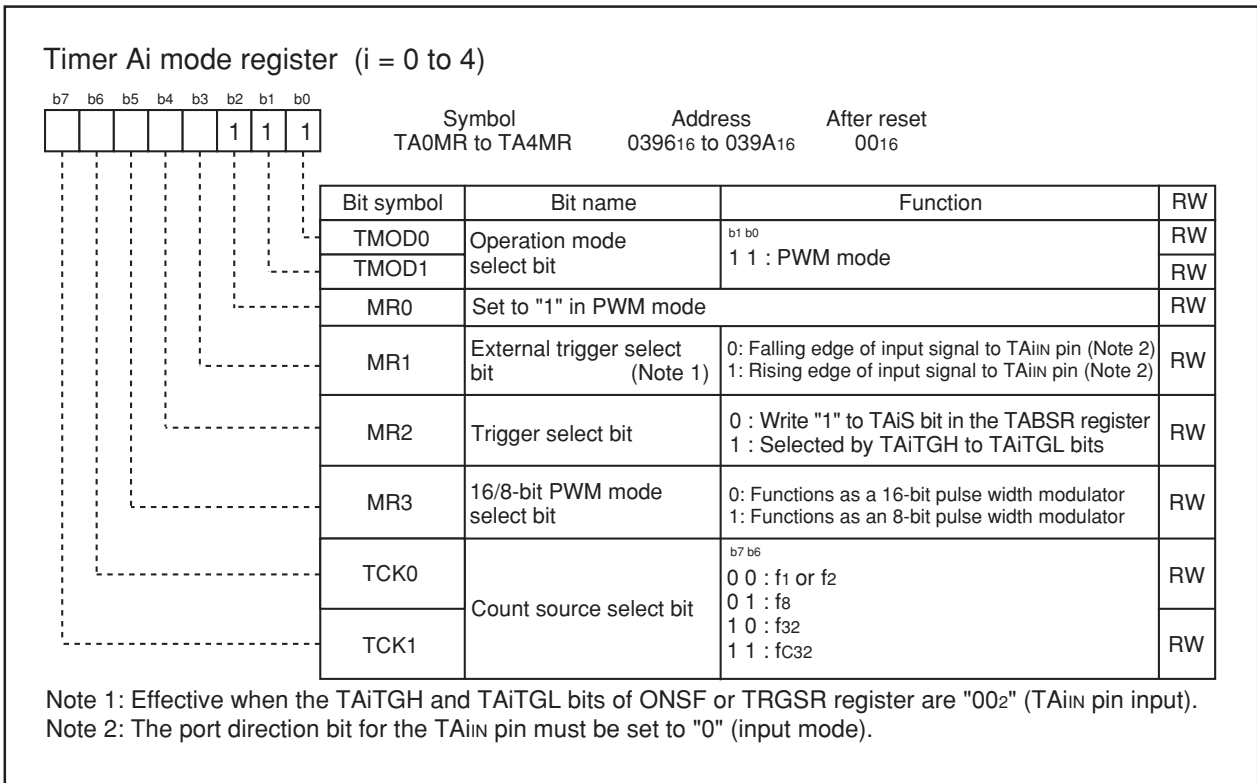 Timer Ai mode register (i = 0 to 4)
b7 b6 b5 b4 b3 b2 b1 b0
1 1 1
Symbol Address After reset
TA0MR to TA4MR 039616 to 039A16 0016
Bit symbol Bit name Function RW
TMOD0 Operation mode select bit b1 b0 RW
TMOD1 1 1 : PWM mode RW
MR0 Set to "1" in PWM mode RW
MR1 External trigger select bit (Note 1) 0: Falling edge of input signal to TAiIN pin (Note 2) RW
1: Rising edge of input signal to TAiIN pin (Note 2)
MR2 Trigger select bit 0 : Write "1" to TAiS bit in the TABSR register RW
1 : Selected by TAiTGH to TAiTGL bits
MR3 16/8-bit PWM mode select bit 0: Functions as a 16-bit pulse width modulator RW
1: Functions as an 8-bit pulse width modulator
TCK0 Count source select bit b7 b6 RW
0 0 : f1 or f2
0 1 : f8
TCK1 1 0 : f32 RW
1 1 : fC32
Note 1: Effective when the TAiTGH and TAiTGL bits of ONSF or TRGSR register are "002" (TAiIN pin input).
Note 2: The port direction bit for the TAiIN pin must be set to "0" (input mode).